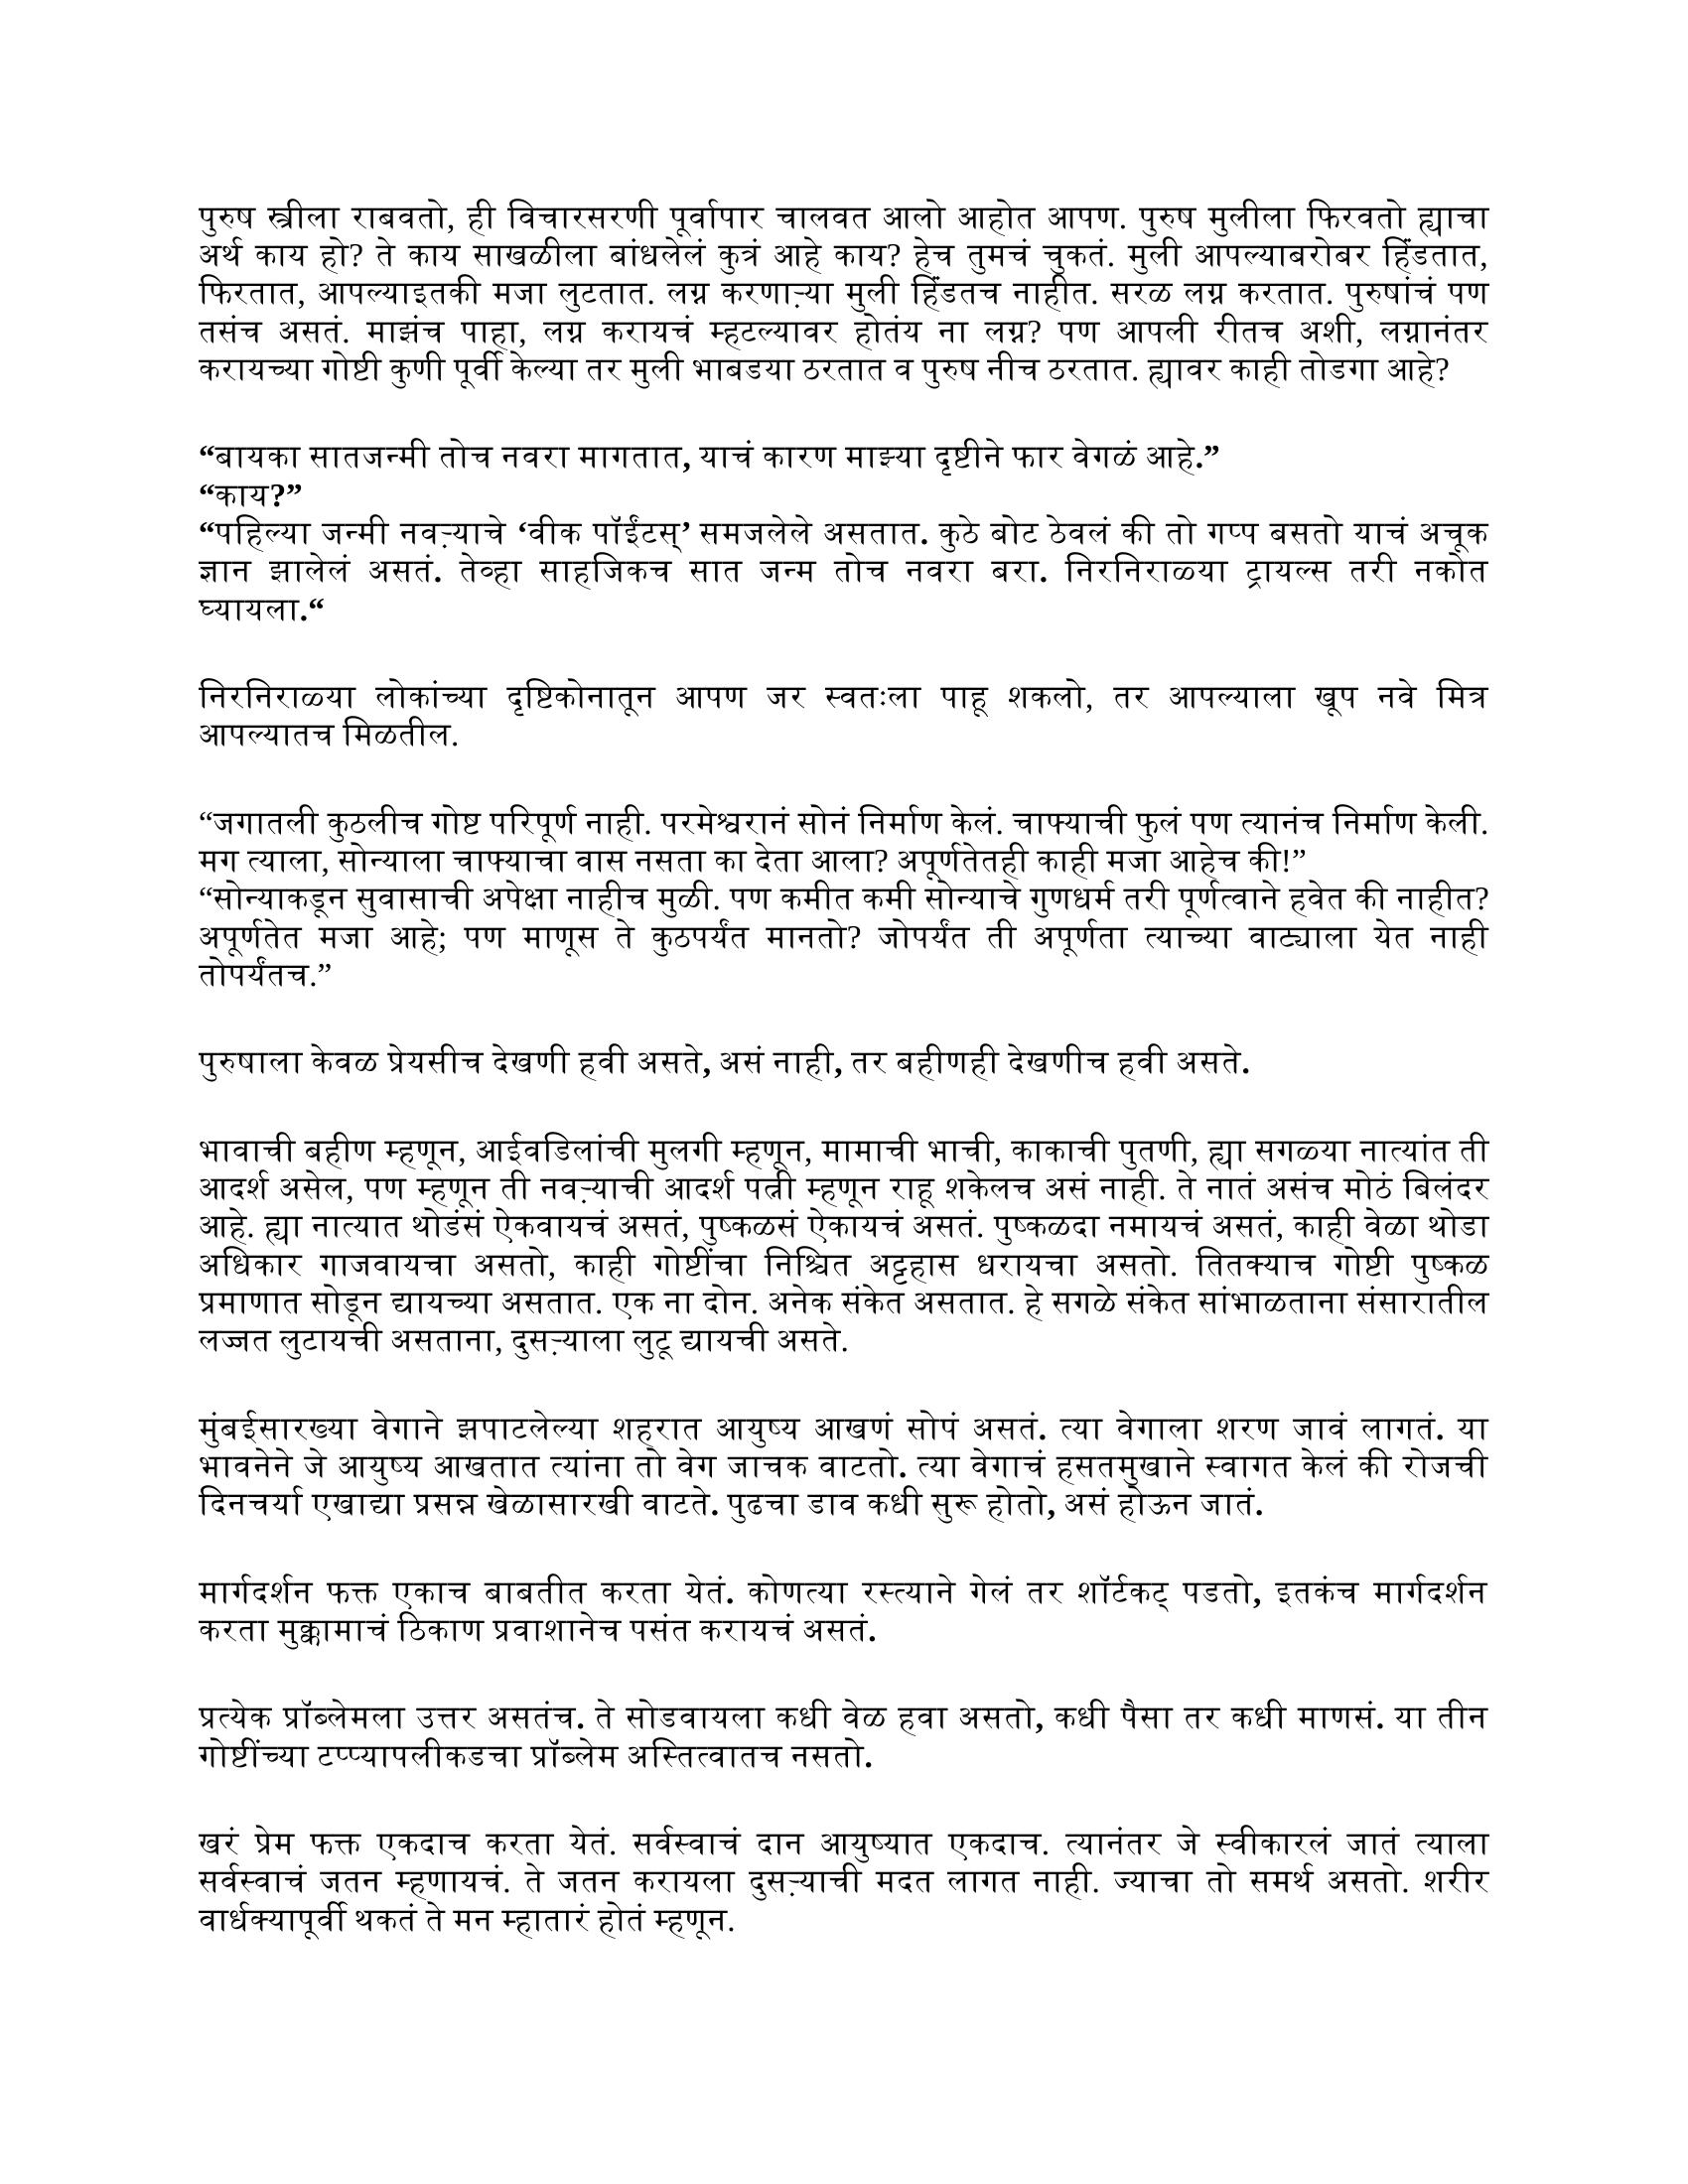 पुरुष स्त्रीला राबवतो, ही विचारसरणी पूर्वापार चालवत आलो आहोत आपण. पुरुष मुलीला फिरवतो ह्याचा
अर्थ काय हो? ते काय साखळीला बांधलेलं कुत्रं आहे काय? हेच तुमचं चुकतं. मुली आपल्याबरोबर हिंडतात,
फिरतात, आपल्याइतकी मजा लुटतात. लग्न करणाऱ्या मुली हिंडतच नाहीत. सरळ लग्न करतात. पुरुषांचं पण
तसंच असतं. माझंच पाहा, लग्न करायचं म्हटल्यावर होतंय ना लग्न? पण आपली रीतच अशी, लग्नानंतर
करायच्या गोष्टी कुणी पूर्वी केल्या तर मुली भाबडया ठरतात व पुरुष नीच ठरतात. ह्यावर काही तोडगा आहे?
“बायका सातजन्मी तोच नवरा मागतात, याचं कारण माझ्या दृष्टीने फार वेगळं आहे.”
“काय?”
“पहिल्या जन्मी नवऱ्याचे ‘वीक पॉईंटस्’ समजलेले असतात. कुठे बोट ठेवलं की तो गप्प बसतो याचं अचूक
ज्ञान झालेलं असतं. तेव्हा साहजिकच सात जन्म तोच नवरा बरा. निरनिराळ्या ट्रायल्स तरी नकोत
घ्यायला.“
निरनिराळ्या लोकांच्या दृष्टिकोनातून आपण जर स्वतःला पाहू शकलो, तर आपल्याला खूप नवे मित्र
आपल्यातच मिळतील.
“जगातली कुठलीच गोष्ट परिपूर्ण नाही. परमेश्वरानं सोनं निर्माण केलं. चाफ्याची फुलं पण त्यानंच निर्माण केली.
मग त्याला, सोन्याला चाफ्याचा वास नसता का देता आला? अपूर्णतेतही काही मजा आहेच की!”
“सोन्याकडून सुवासाची अपेक्षा नाहीच मुळी. पण कमीत कमी सोन्याचे गुणधर्म तरी पूर्णत्वाने हवेत की नाहीत?
अपूर्णतेत मजा आहे; पण माणूस ते कुठपर्यंत मानतो? जोपर्यंत ती अपूर्णता त्याच्या वाट्याला येत नाही
तोपर्यंतच.”
पुरुषाला केवळ प्रेयसीच देखणी हवी असते, असं नाही, तर बहीणही देखणीच हवी असते.
भावाची बहीण म्हणून, आईवडिलांची मुलगी म्हणून, मामाची भाची, काकाची पुतणी, ह्या सगळ्या नात्यांत ती
आदर्श असेल, पण म्हणून ती नवऱ्याची आदर्श पत्नी म्हणून राहू शकेलच असं नाही. ते नातं असंच मोठं बिलंदर
आहे. ह्या नात्यात थोडंसं ऐकवायचं असतं, पुष्कळसं ऐकायचं असतं. पुष्कळदा नमायचं असतं, काही वेळा थोडा
अधिकार गाजवायचा असतो, काही गोष्टींचा निश्चित अट्टहास धरायचा असतो. तितक्याच गोष्टी पुष्कळ
प्रमाणात सोडून द्यायच्या असतात. एक ना दोन. अनेक संकेत असतात. हे सगळे संकेत सांभाळताना संसारातील
लज्जत लुटायची असताना, दुसऱ्याला लुटू द्यायची असते.
मुंबईसारख्या वेगाने झपाटलेल्या शहरात आयुष्य आखणं सोपं असतं. त्या वेगाला शरण जावं लागतं. या
भावनेने जे आयुष्य आखतात त्यांना तो वेग जाचक वाटतो. त्या वेगाचं हसतमुखाने स्वागत केलं की रोजची
दिनचर्या एखाद्या प्रसन्न खेळासारखी वाटते. पुढचा डाव कधी सुरू होतो, असं होऊन जातं.
मार्गदर्शन फक्त एकाच बाबतीत करता येतं. कोणत्या रस्त्याने गेलं तर शॉर्टकट् पडतो, इतकंच मार्गदर्शन
करता मुक्कामाचं ठिकाण प्रवाशानेच पसंत करायचं असतं.
प्रत्येक प्रॉब्लेमला उत्तर असतंच. ते सोडवायला कधी वेळ हवा असतो, कधी पैसा तर कधी माणसं. या तीन
गोष्टींच्या टप्प्यापलीकडचा प्रॉब्लेम अस्तित्वातच नसतो.
खरं प्रेम फक्त एकदाच करता येतं. सर्वस्वाचं दान आयुष्यात एकदाच. त्यानंतर जे स्वीकारलं जातं त्याला
सर्वस्वाचं जतन म्हणायचं. ते जतन करायला दुसऱ्याची मदत लागत नाही. ज्याचा तो समर्थ असतो. शरीर
वार्धक्यापूर्वी थकतं ते मन म्हातारं होतं म्हणून.